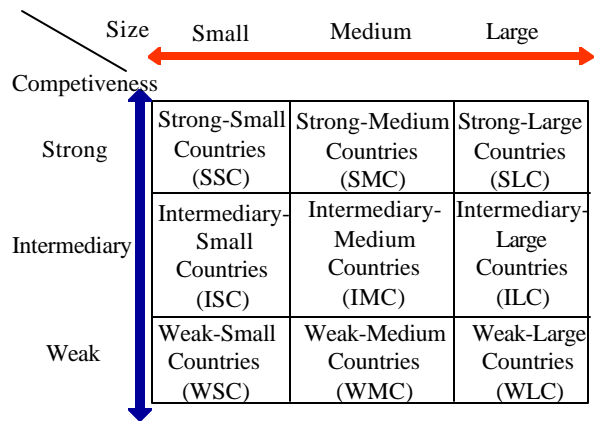 Size Small Medium Large
Competiveness
Strong
Strong-Small
Countries
(SSC)
Strong-Medium
Countries
(SMC)
Strong-Large
Countries
(SLC)
Intermediary
Intermediary-
Small
Countries
(ISC)
Intermediary-
Medium
Countries
(IMC)
Intermediary-
Large
Countries
(ILC)
Weak
Weak-Small
Countries
(WSC)
Weak-Medium
Countries
(WMC)
Weak-Large
Countries
(WLC)